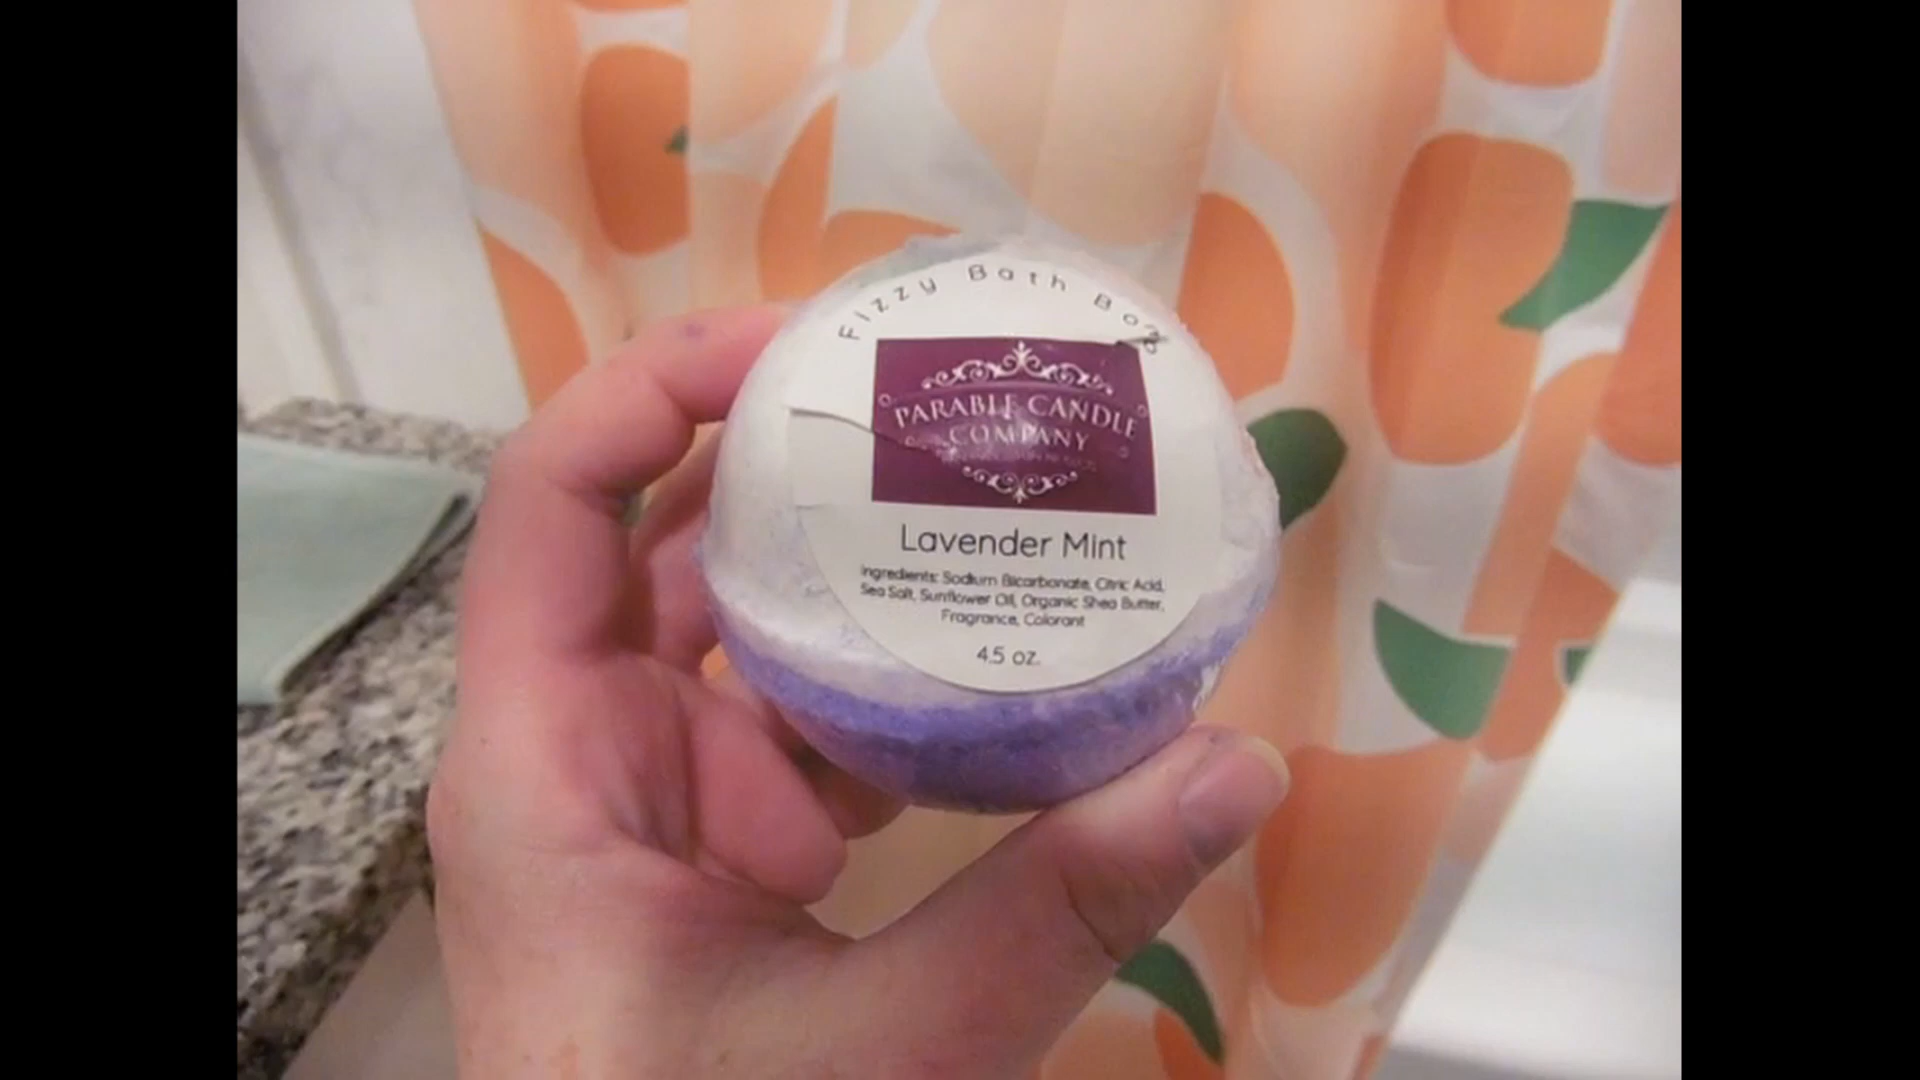 Fizzy Bath Bomb
PARABLE CANDLE
COMPANY
Lavender Mint
Ingredients: Sodium Bicarbonate, Citric Acid,
Sea Salt, Sunflower Oil, Organic Shea Butter,
Fragrance, Colorant
4.5 oz.